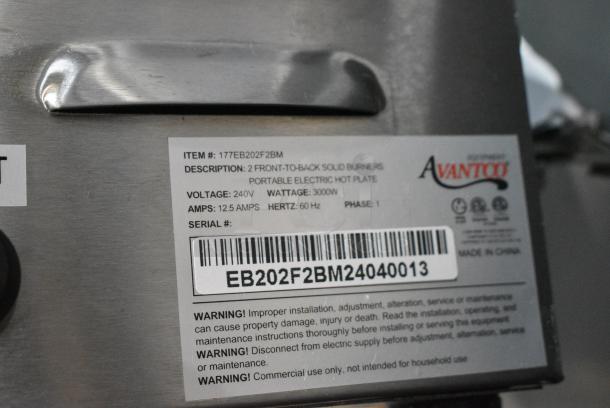 T
ITEM #: 177EB202F2BM
DESCRIPTION: 2 FRONT-TO-BACK SOLID BURNERS
PORTABLE ELECTRIC HOT PLATE
VOLTAGE: 240V WATTAGE: 3000W
AMPS: 12.5 AMPS HERTZ: 60 Hz PHASE: 1
SERIAL #:
EQUIPMENT
AVANTCO
MADE IN CHINA
EB202F2BM24040013
WARNING! Improper installation, adjustment, alteration, service or maintenance
can cause property damage, injury or death. Read the installation, operating, and
maintenance instructions thoroughly before installing or servicing this equipment.
WARNING! Disconnect from electric supply before adjustment, alternation, service
or maintenance.
WARNING! Commercial use only, not intended for household use